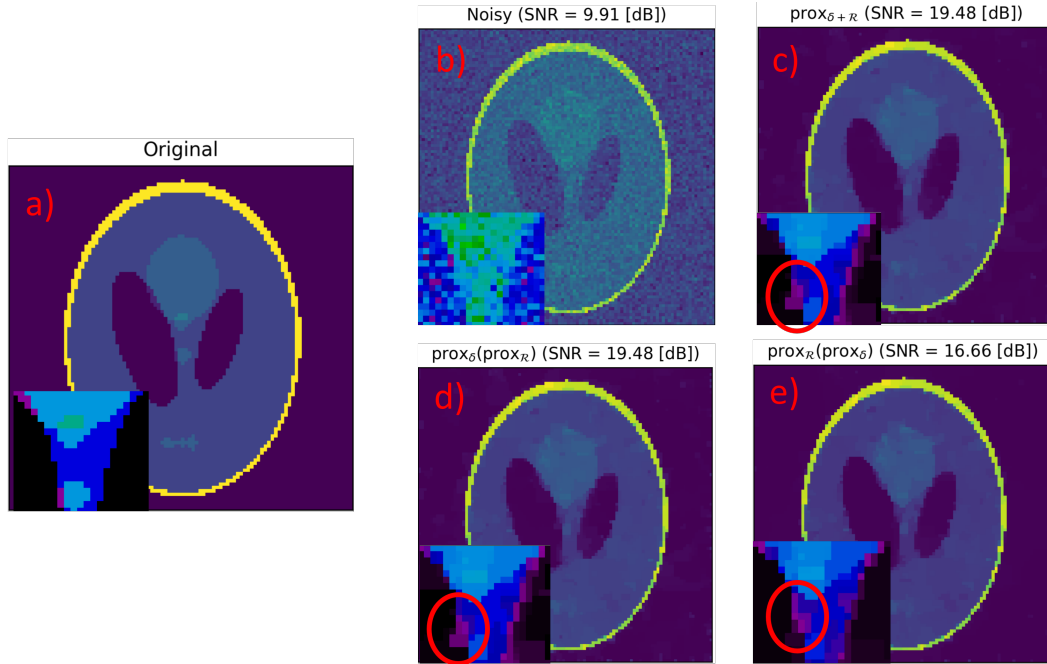 Original
a)
Noisy (SNR = 9.91 [dB])
b)
prox_{δ+ℛ} (SNR = 19.48 [dB])
c)
prox_δ(prox_ℛ) (SNR = 19.48 [dB])
d)
prox_ℛ(prox_δ) (SNR = 16.66 [dB])
e)